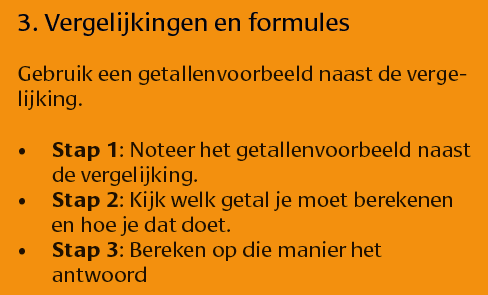 3. Vergelijkingen en formules
Gebruik een getallenvoorbeeld naast de verge-
lijking.
• Stap 1: Noteer het getallenvoorbeeld naast
de vergelijking.
• Stap 2: Kijk welk getal je moet berekenen
en hoe je dat doet.
• Stap 3: Bereken op die manier het
antwoord